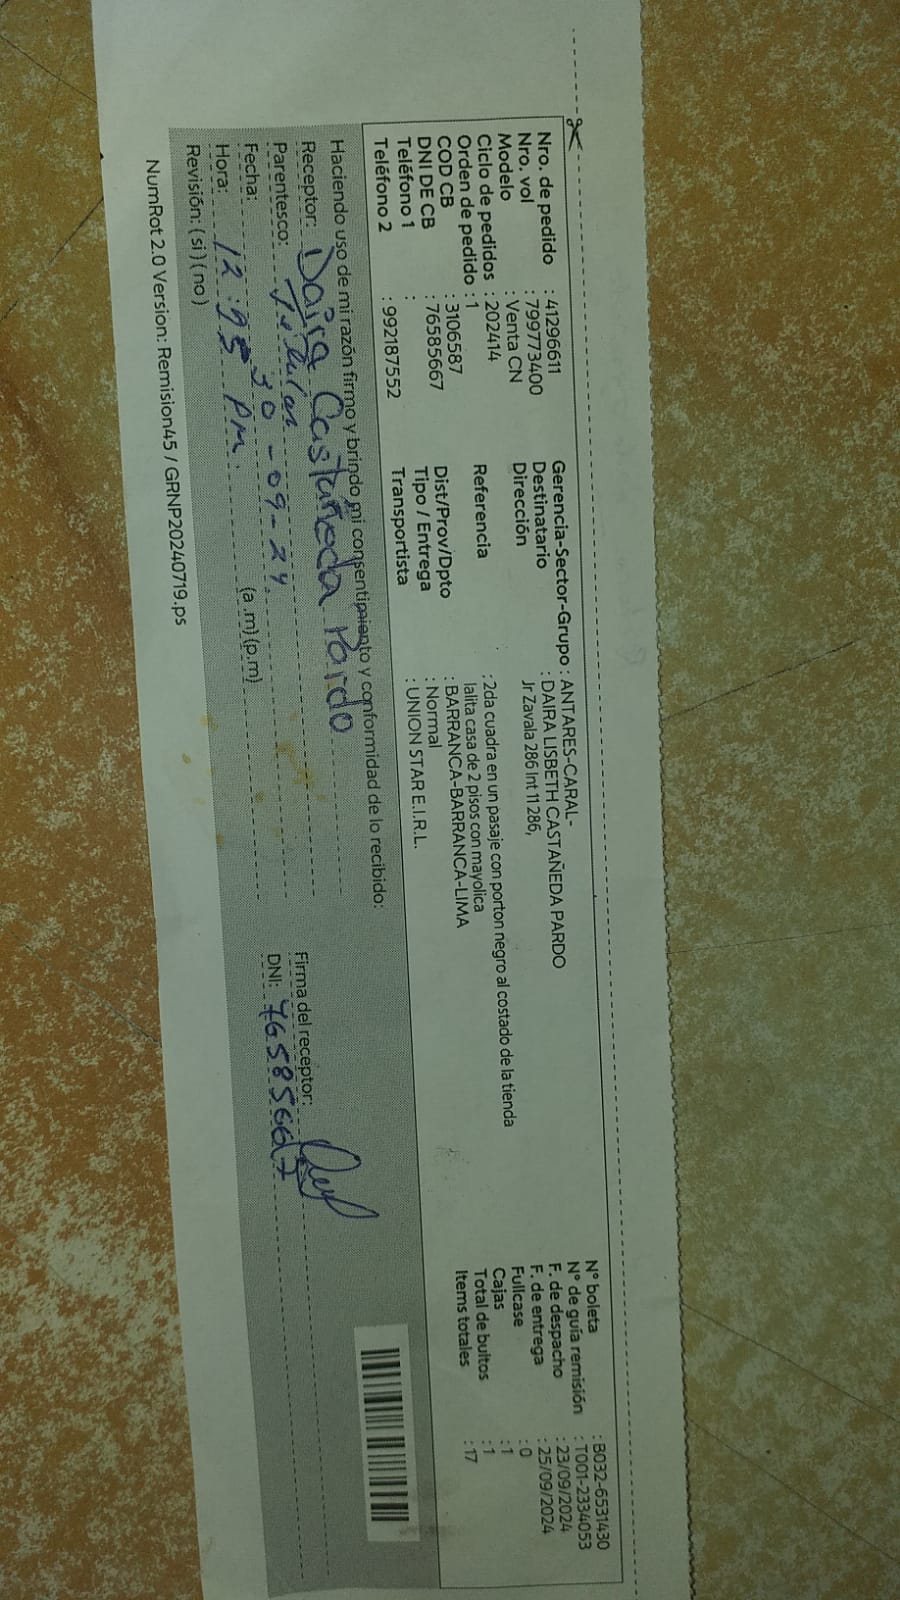 Nro. de pedido : 41296611
Nro. vol : 799773400
Modelo : Venta CN
Ciclo de pedidos : 202414
Orden de pedido : 1
COD CB : 3106587
DNI DE CB : 76585667
Teléfono 1 :
Teléfono 2 : 992187552
Gerencia-Sector-Grupo : ANTARES-CARAL-
Destinatario : DAIRA LISBETH CASTAÑEDA PARDO
Dirección Jr Zavala 286 Int 11 286,
Referencia : 2da cuadra en un pasaje con porton negro al costado de la tienda
lalita casa de 2 pisos con mayolica
Dist/Prov/Dpto : BARRANCA-BARRANCA-LIMA
Tipo / Entrega : Normal
Transportista : UNION STAR E.I.R.L.
N° boleta : B032-6531430
N° de guía remisión : T001-2334053
F. de despacho : 23/09/2024
F. de entrega : 25/09/2024
Fullcase : 0
Cajas : 1
Total de bultos : 1
Items totales : 17
Haciendo uso de mi razón firmo y brindo mi consentimiento y conformidad de lo recibido:
Receptor: Daira Castañeda Pardo
Parentesco: Titular
Fecha: 30-09-24.
Hora: 12: pm. (a.m) (p.m)
Revisión: ( si ) ( no )
Firma del receptor:
DNI: 76585667
NumRot 2.0 Version: Remision45 / GRNP20240719.ps